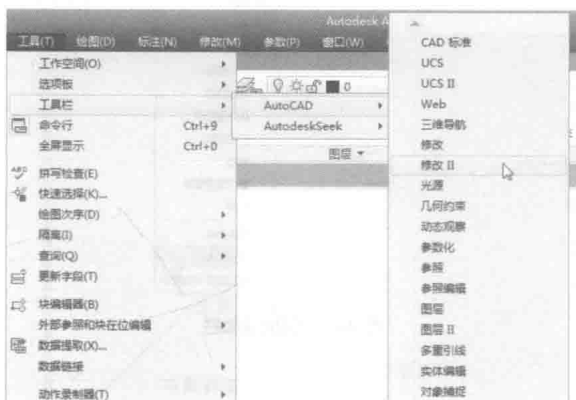 Autodesk A
工具(T) 绘图(D) 标注(N) 修改(M) 参数(P) 窗口(W)
工作空间(O)
选项板
工具栏
命令行 Ctrl+9
全屏显示 Ctrl+0
拼写检查(E)
快速选择(K)...
绘图次序(D)
隔离(I)
查询(Q)
更新字段(T)
块编辑器(B)
外部参照和块在位编辑
数据提取(X)...
数据链接
动作录制器(T)
0
AutoCAD
AutodeskSeek
图层
CAD 标准
UCS
UCS II
Web
三维导航
修改
修改 II
光源
几何约束
动态观察
参数化
参照
参照编辑
图层
图层 II
多重引线
实体编辑
对象捕捉